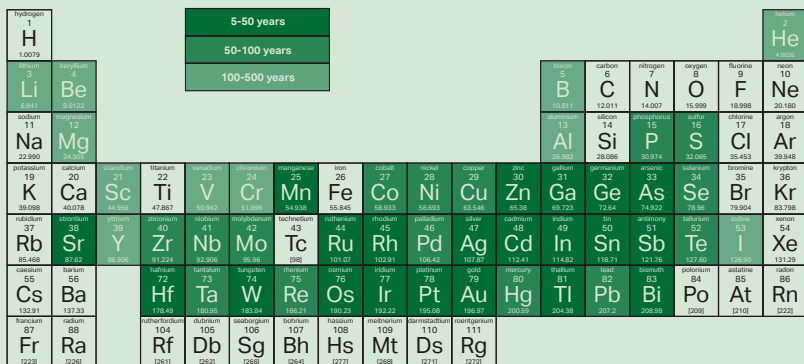 5-50 years
50-100 years
100-500 years
hydrogen helium
1 2
H He
1.0079 4.0026
lithium beryllium boron carbon nitrogen oxygen fluorine neon
3 4 5 6 7 8 9 10
Li Be B C N O F Ne
6.941 9.0122 10.811 12.011 14.007 15.999 18.998 20.180
sodium magnesium aluminium silicon phosphorus sulfur chlorine argon
11 12 13 14 15 16 17 18
Na Mg Al Si P S Cl Ar
22.990 24.305 26.982 28.086 30.974 32.065 35.453 39.948
potassium calcium scandium titanium vanadium chromium manganese iron cobalt nickel copper zinc gallium germanium arsenic selenium bromine krypton
19 20 21 22 23 24 25 26 27 28 29 30 31 32 33 34 35 36
K Ca Sc Ti V Cr Mn Fe Co Ni Cu Zn Ga Ge As Se Br Kr
39.098 40.078 44.956 47.867 50.942 51.996 54.938 55.845 58.933 58.693 63.546 65.38 69.723 72.64 74.922 78.96 79.904 83.798
rubidium strontium yttrium zirconium niobium molybdenum technetium ruthenium rhodium palladium silver cadmium indium tin antimony tellurium iodine xenon
37 38 39 40 41 42 43 44 45 46 47 48 49 50 51 52 53 54
Rb Sr Y Zr Nb Mo Tc Ru Rh Pd Ag Cd In Sn Sb Te I Xe
85.468 87.62 88.906 91.224 92.906 95.96 [98] 101.07 102.91 106.42 107.87 112.41 114.82 118.71 121.76 127.60 126.90 131.29
caesium barium hafnium tantalum tungsten rhenium osmium iridium platinum gold mercury thallium lead bismuth polonium astatine radon
55 56 72 73 74 75 76 77 78 79 80 81 82 83 84 85 86
Cs Ba Hf Ta W Re Os Ir Pt Au Hg Tl Pb Bi Po At Rn
132.91 137.33 178.49 180.95 183.84 186.21 190.23 192.22 195.08 196.97 200.59 204.38 207.2 208.98 [209] [210] [222]
francium radium rutherfordium dubnium seaborgium bohrium hassium meitnerium darmstadtium roentgenium
87 88 104 105 106 107 108 109 110 111
Fr Ra Rf Db Sg Bh Hs Mt Ds Rg
[223] [226] [261] [262] [266] [264] [277] [268] [271] [272]